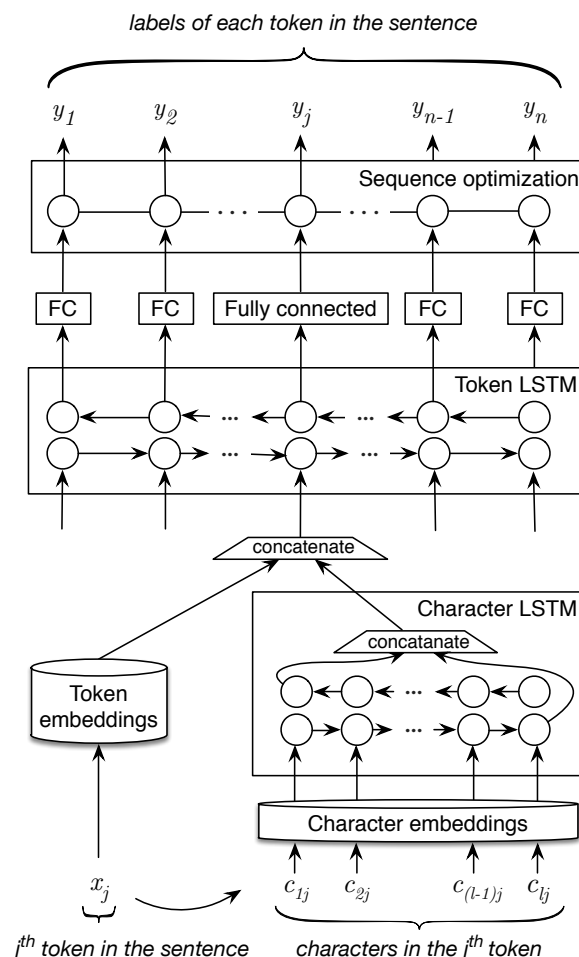 labels of each token in the sentence
y1 y2 yj yn-1 yn
Sequence optimization
... ...
FC FC Fully connected FC FC
Token LSTM
... ...
... ...
concatenate
Character LSTM
concatanate
Token
embeddings
...
...
Character embeddings
xj c1j c2j c(l-1)j clj
jth token in the sentence characters in the jth token